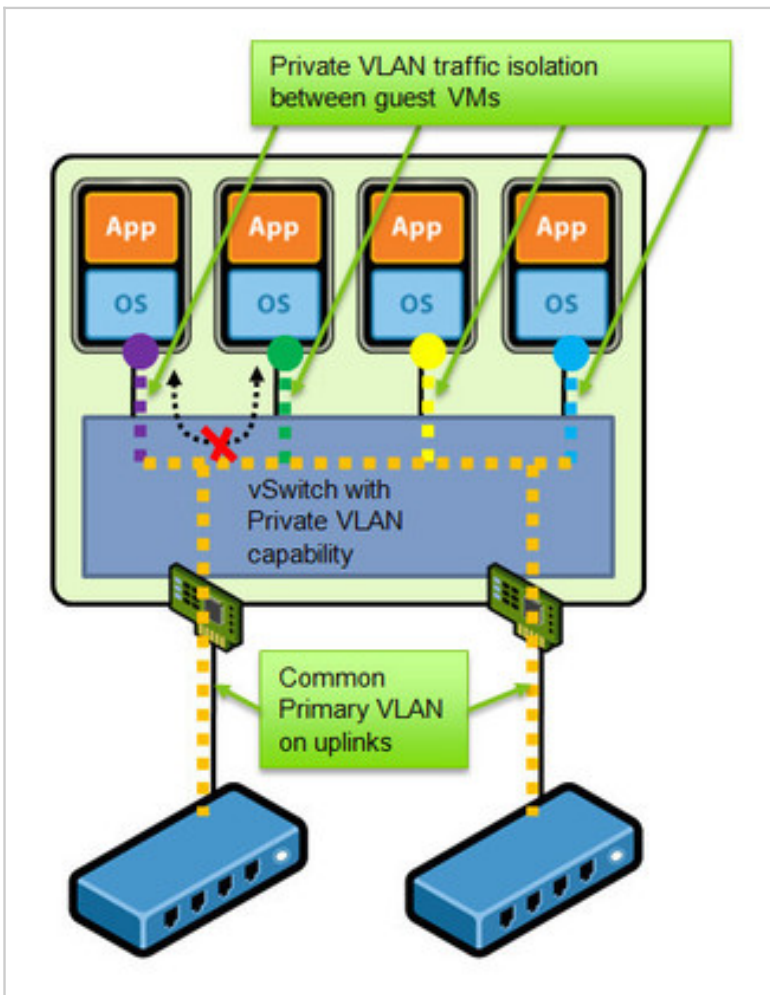 Private VLAN traffic isolation
between guest VMs
App
App
App
App
OS
OS
OS
OS
vSwitch with
Private VLAN
capability
Common
Primary VLAN
on uplinks